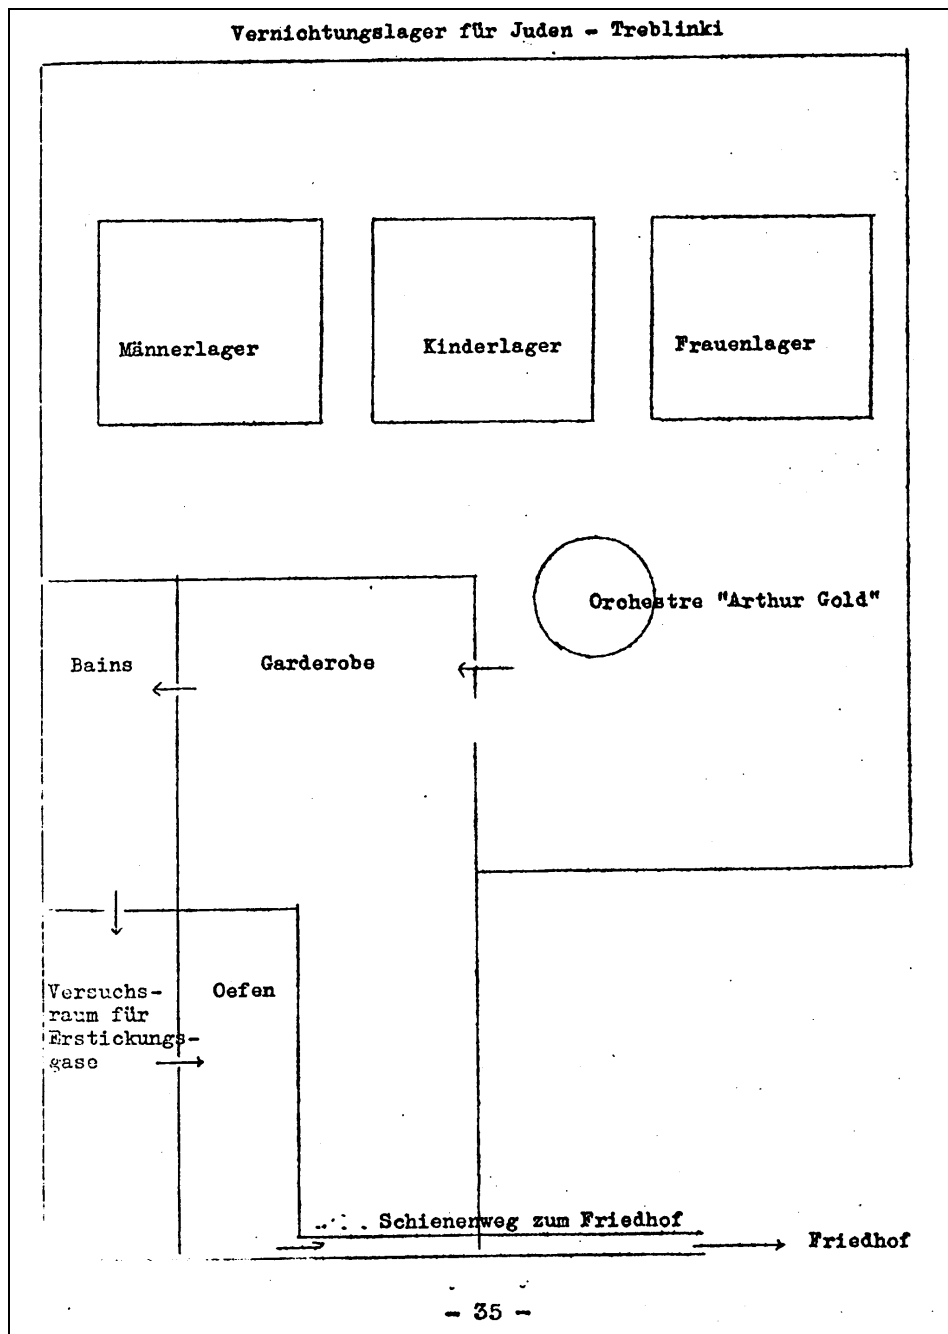 Vernichtungslager für Juden - Treblinki
Männerlager
Kinderlager
Frauenlager
Orchestre "Arthur Gold"
Bains
Garderobe
Versuchs-
raum für
Erstickungs-
gase
Oefen
Schienenweg zum Friedhof
Friedhof
- 35 -